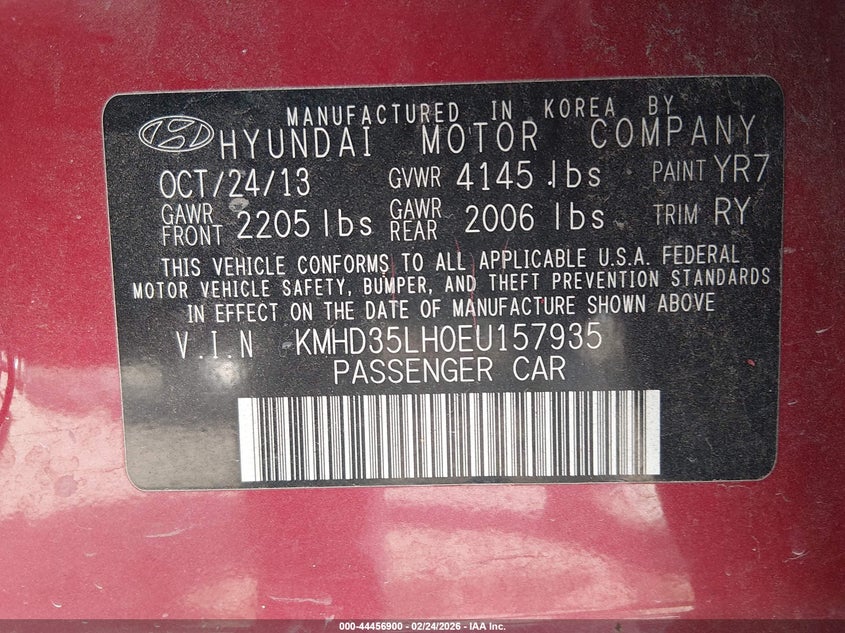 MANUFACTURED IN KOREA BY
HYUNDAI MOTOR COMPANY
OCT/24/13 GVWR 4145 lbs PAINT YR7
GAWR FRONT 2205 lbs GAWR REAR 2006 lbs TRIM RY
THIS VEHICLE CONFORMS TO ALL APPLICABLE U.S.A. FEDERAL
MOTOR VEHICLE SAFETY, BUMPER, AND THEFT PREVENTION STANDARDS
IN EFFECT ON THE DATE OF MANUFACTURE SHOWN ABOVE
V.I.N KMHD35LH0EU157935
PASSENGER CAR
000-44456900 - 02/24/2026 - IAA Inc.